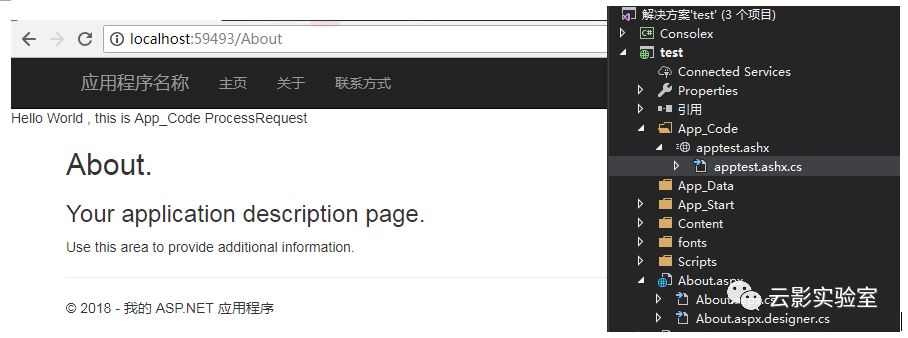 localhost:59493/About
应用程序名称 主页 关于 联系方式
Hello World , this is App_Code ProcessRequest
About.
Your application description page.
Use this area to provide additional information.
© 2018 - 我的 ASP.NET 应用程序
解决方案'test' (3 个项目)
C# Consolex
test
Connected Services
Properties
引用
App_Code
apptest.ashx
apptest.ashx.cs
App_Data
App_Start
Content
fonts
Scripts
About.aspx
About.aspx.cs
About.aspx.designer.cs
云影实验室